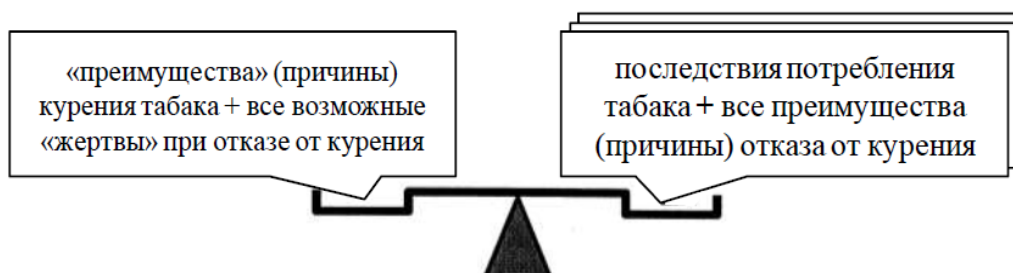 «преимущества» (причины)
курения табака + все возможные
«жертвы» при отказе от курения
последствия потребления
табака + все преимущества
(причины) отказа от курения